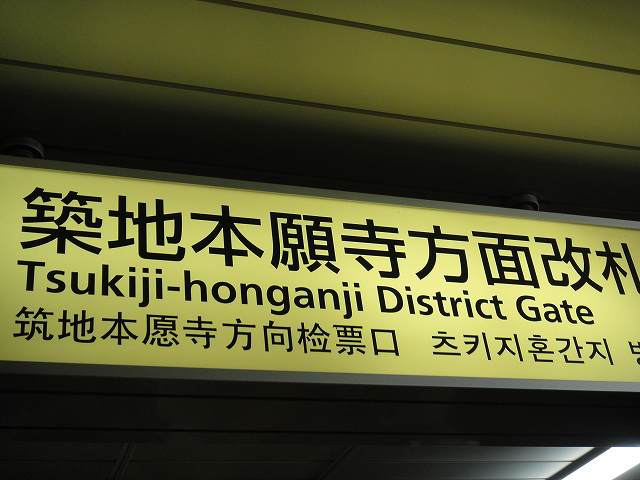 築地本願寺方面改札
Tsukiji-honganji District Gate
筑地本愿寺方向检票口 츠키지혼간지